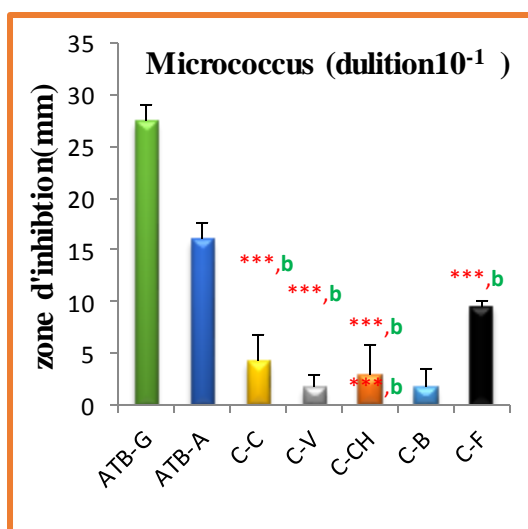 Micrococcus (dulition10⁻¹ )
zone d'inhibtion(mm)
35
30
25
20
15
10
5
0
***,b
***,b
***,b
***,b
***,b
ATB-G
ATB-A
C-C
C-V
C-CH
C-B
C-F